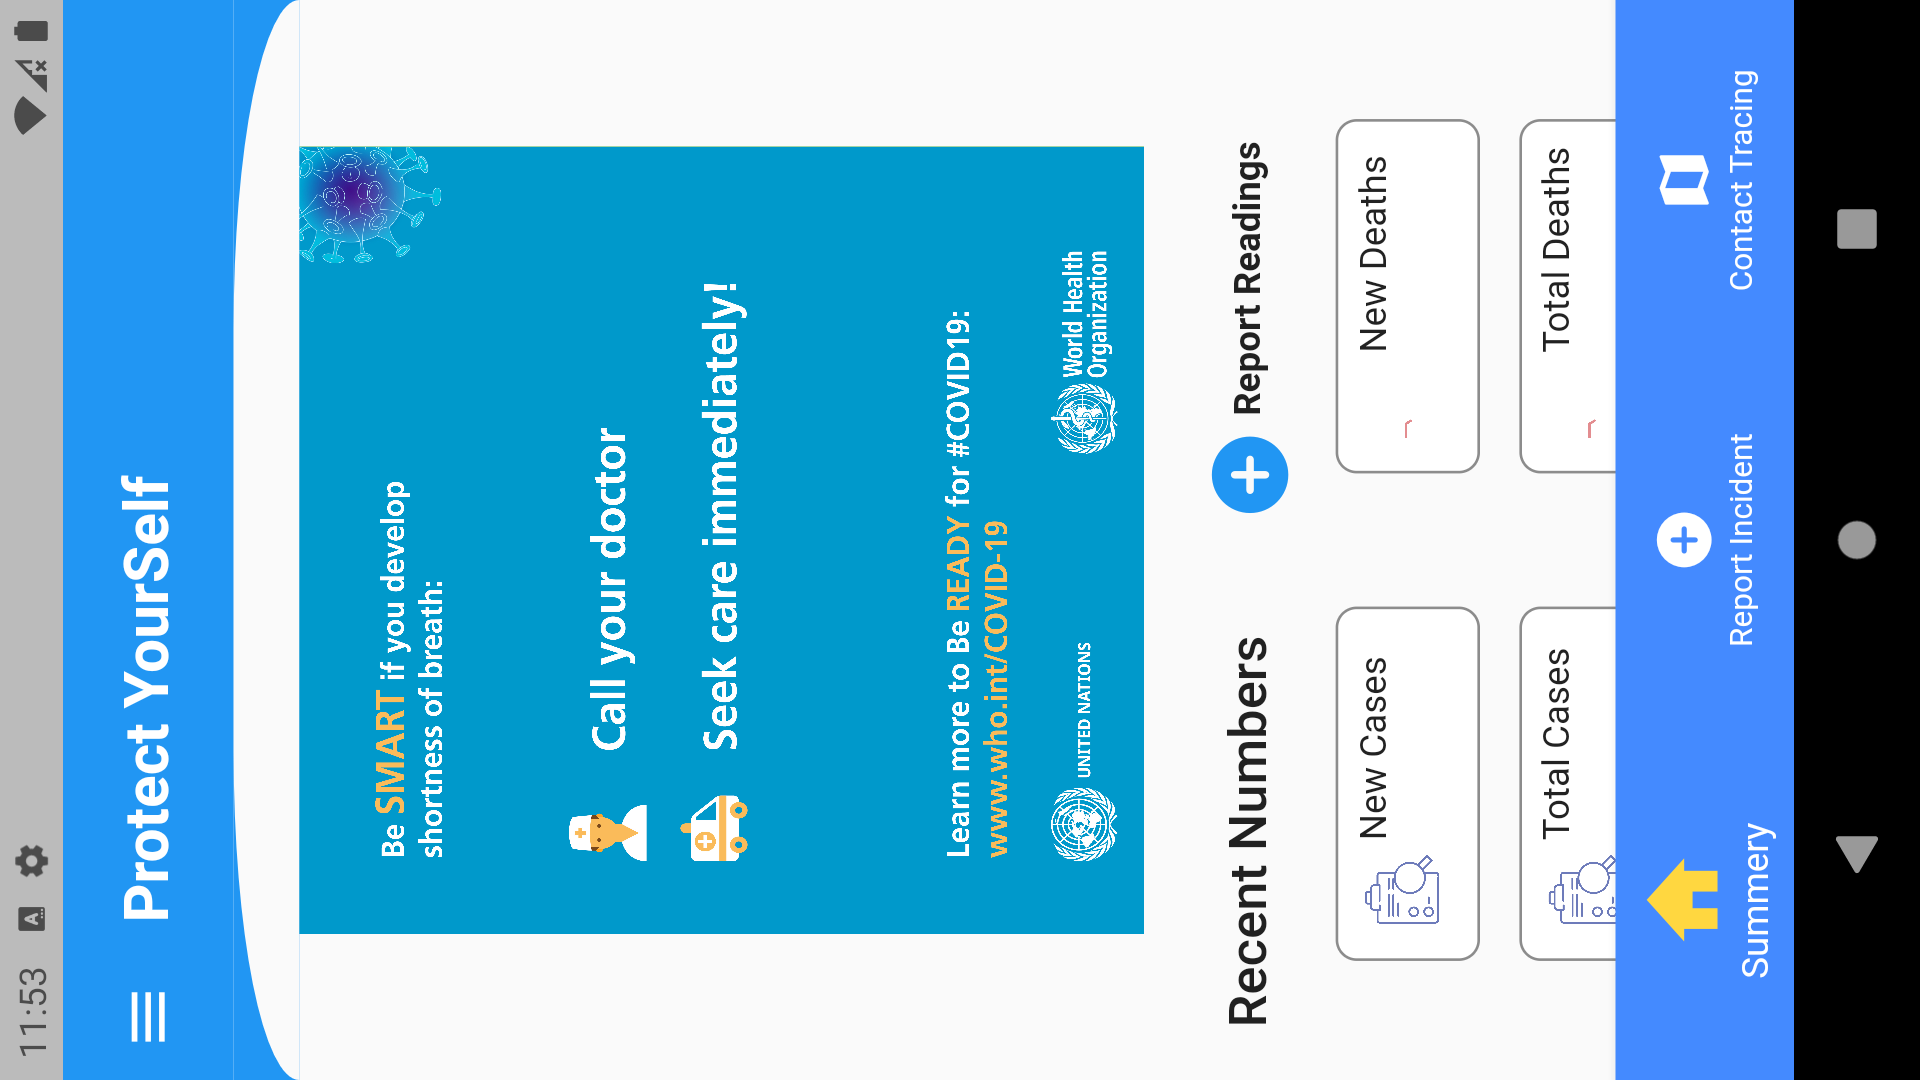 11:53
Protect YourSelf
Be SMART if you develop
shortness of breath:
Call your doctor
Seek care immediately!
Learn more to Be READY for #COVID19:
www.who.int/COVID-19
UNITED NATIONS
World Health
Organization
Recent Numbers
Report Readings
New Cases
New Deaths
Total Cases
Total Deaths
Summery
Report Incident
Contact Tracing